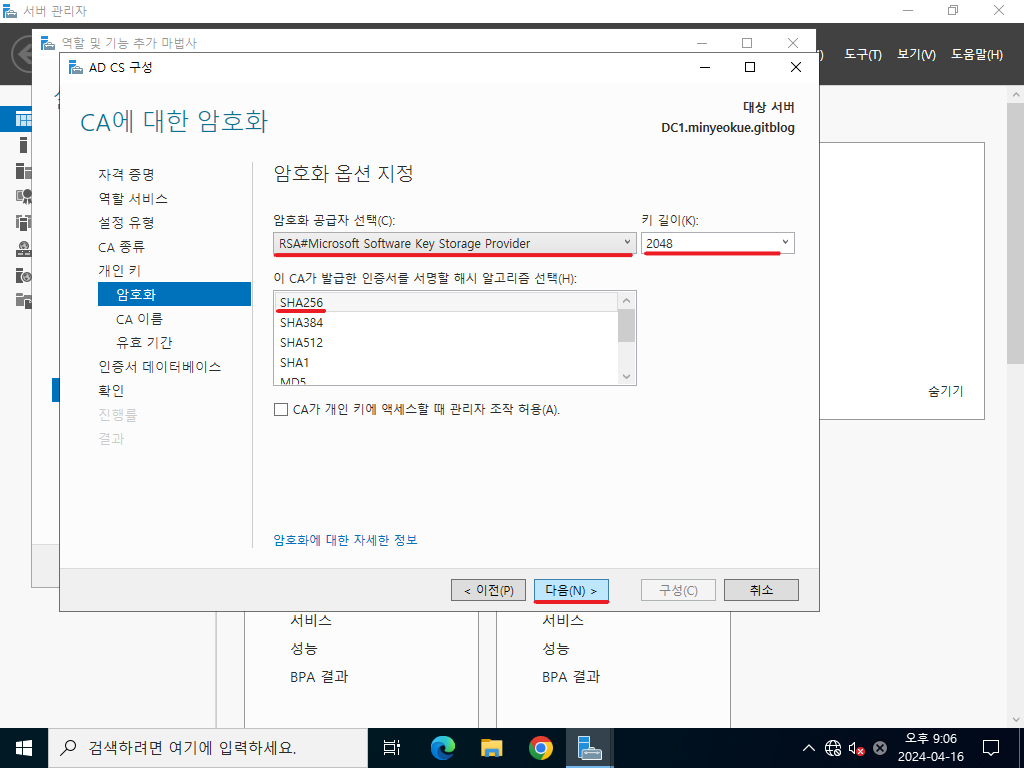 서버 관리자
역할 및 기능 추가 마법사
도구(T) 보기(V) 도움말(H)
AD CS 구성
CA에 대한 암호화
대상 서버
DC1.minyeokue.gitblog
자격 증명
역할 서비스
설정 유형
CA 종류
개인 키
암호화
CA 이름
유효 기간
인증서 데이터베이스
확인
진행률
결과
암호화 옵션 지정
암호화 공급자 선택(C):
키 길이(K):
RSA#Microsoft Software Key Storage Provider
2048
이 CA가 발급한 인증서를 서명할 해시 알고리즘 선택(H):
SHA256
SHA384
SHA512
SHA1
MD5
CA가 개인 키에 액세스할 때 관리자 조작 허용(A).
암호화에 대한 자세한 정보
< 이전(P)
다음(N) >
구성(C)
취소
숨기기
서비스
성능
BPA 결과
서비스
성능
BPA 결과
검색하려면 여기에 입력하세요.
오후 9:06
2024-04-16